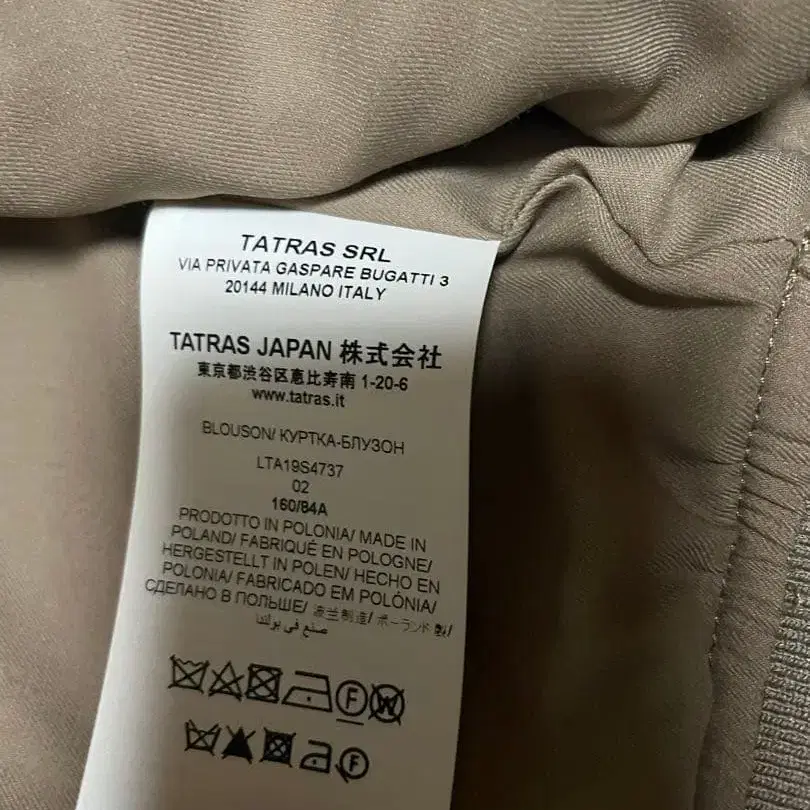 TATRAS SRL
VIA PRIVATA GASPARE BUGATTI 3
20144 MILANO ITALY
TATRAS JAPAN 株式会社
東京都渋谷区恵比寿南 1-20-6
www.tatras.it
BLOUSON/ КУРТКА-БЛУЗОН
LTA19S4737
02
160/84A
PRODOTTO IN POLONIA/ MADE IN
POLAND/ FABRIQUÉ EN POLOGNE/
HERGESTELLT IN POLEN/ HECHO EN
POLONIA/ FABRICADO EM POLÓNIA/
СДЕЛАНО В ПОЛЬШЕ/ 波兰制造/ ポーランド製/
صنع في بولندا
F W
A F